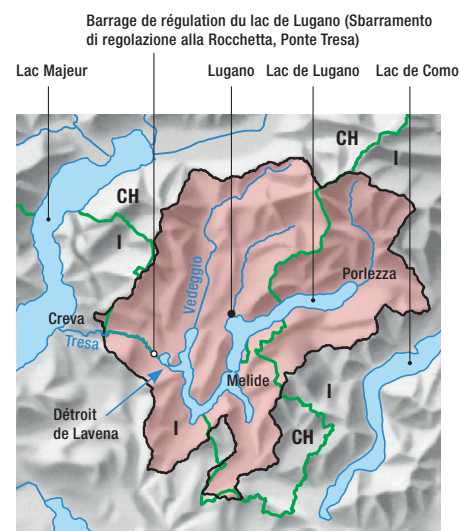 Barrage de régulation du lac de Lugano (Sbarramento
di regolazione alla Rocchetta, Ponte Tresa)
Lac Majeur
Lugano
Lac de Lugano
Lac de Como
CH
I
CH
I
Vedeggio
Porlezza
Creva
Tresa
Melide
Détroit
de Lavena
I
CH
I